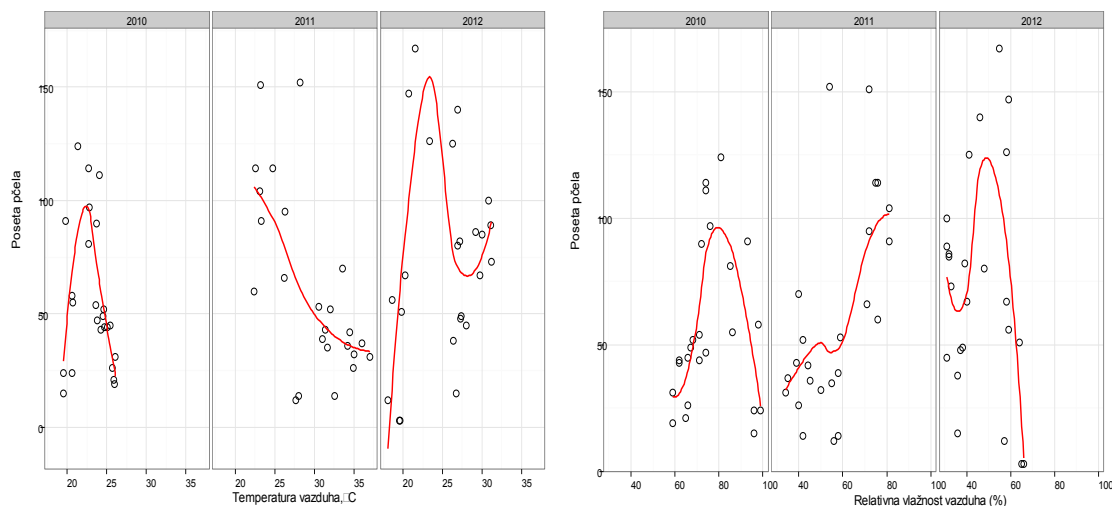 2010 2011 2012
150
100
50
0
Poseta pčela
20 25 30 35 20 25 30 35 20 25 30 35
Temperatura vazduha,□C
2010 2011 2012
150
100
50
0
Poseta pčela
40 60 80 100 40 60 80 100 40 60 80 100
Relativna vlažnost vazduha (%)